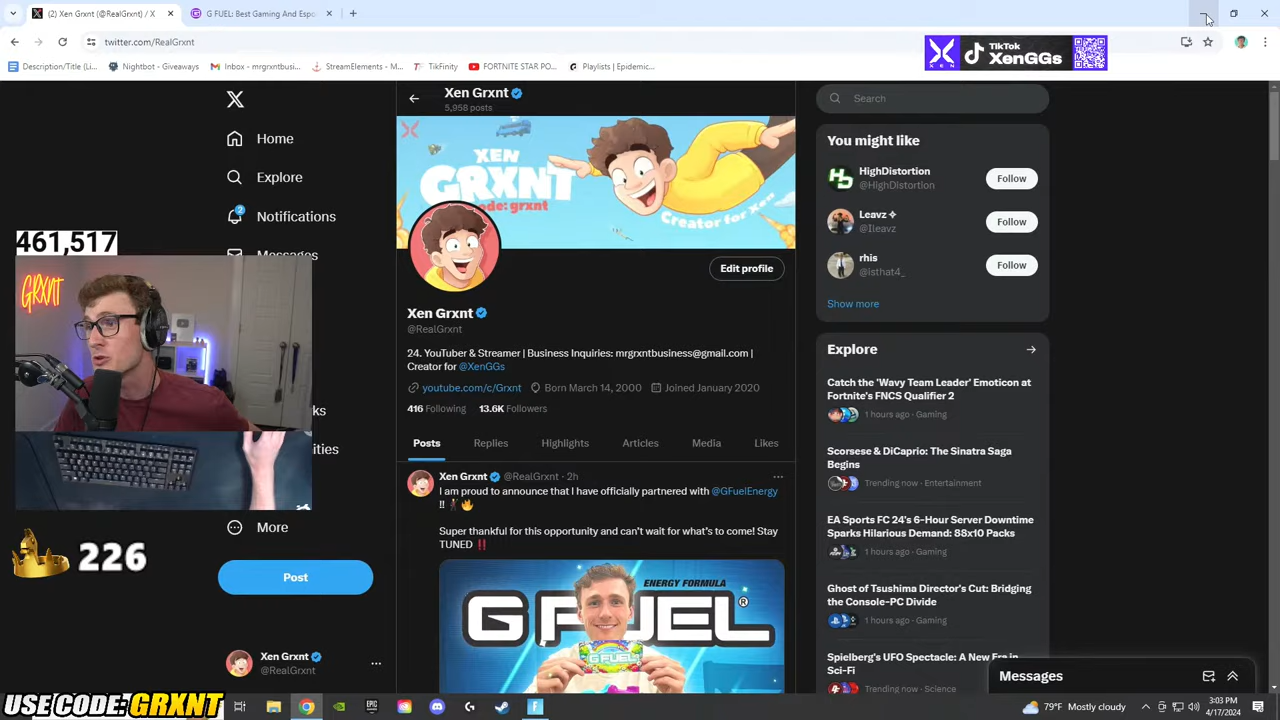 (2) Xen Grxnt (@RealGrxnt) / X
G FUEL: Best Gaming And Espo
twitter.com/RealGrxnt
TikTok
XenGGs
XEN
Description/Title (Li...
Nightbot - Giveaways
Inbox - mrgrxnt...
TikFinity
FORTNITE STAR PO...
Playlists | Epidemic...
Xen Grxnt
5,958 posts
Search
Home
Explore
Notifications
2
Messages
More
Post
Xen Grxnt
@RealGrxnt
461,517
GRXNT
226
USE CODE: GRXNT
XEN
GRXNT
code: grxnt
Creator for Xen
Edit profile
Xen Grxnt
@RealGrxnt
24. YouTuber & Streamer | Business Inquiries: mrgrxntbusiness@gmail.com |
Creator for @XenGGs
youtube.com/c/Grxnt Born March 14, 2000 Joined January 2020
416 Following 13.6K Followers
Posts Replies Highlights Articles Media Likes
Xen Grxnt @RealGrxnt · 2h
I am proud to announce that I have officially partnered with @GFuelEnergy
!!
Super thankful for this opportunity and can't wait for what's to come! Stay
TUNED ‼️
ENERGY FORMULA
G FUEL®
G FUEL
You might like
HighDistortion
@HighDistortion
Follow
Leavz
@Ileavz
Follow
rhis
@isthat4_
Follow
Show more
Explore
Catch the 'Wavy Team Leader' Emoticon at
Fortnite's FNCS Qualifier 2
1 hours ago · Gaming
Scorsese & DiCaprio: The Sinatra Saga
Begins
Trending now · Entertainment
EA Sports FC 24's 6-Hour Server Downtime
Sparks Hilarious Demand: 88x10 Packs
1 hours ago · Gaming
Ghost of Tsushima Director's Cut: Bridging
the Console-PC Divide
1 hours ago · Gaming
Spielberg's UFO Spectacle: A New Era in
Sci-Fi
Trending now · Science
Messages
EPIC
79°F Mostly cloudy
3:03 PM
4/17/2024